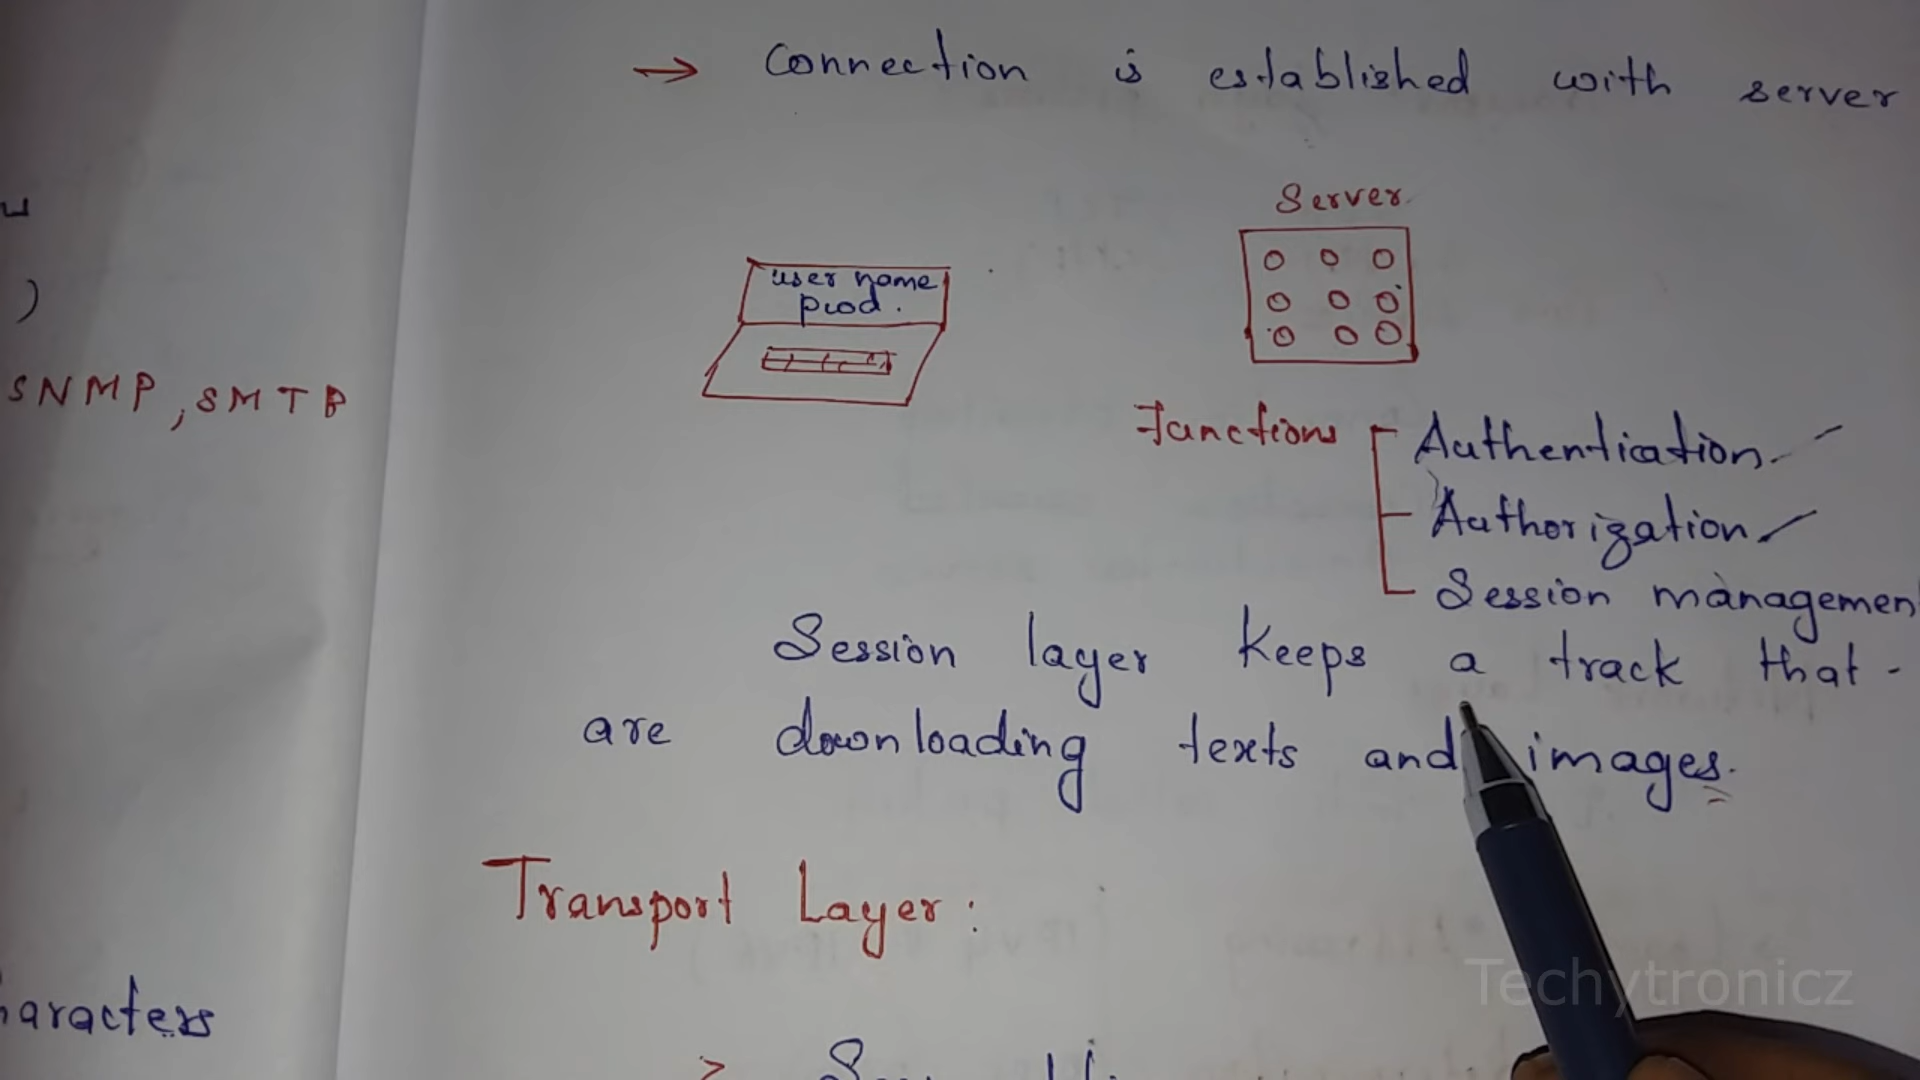 → Connection is established with server
Server
user name
pwd.
)
SNMP, SMTP
Functions
Authentication
Authorization
Session managemen
Session layer keeps a track that
are downloading texts and images.
Transport Layer:
haracters
Techytronicz